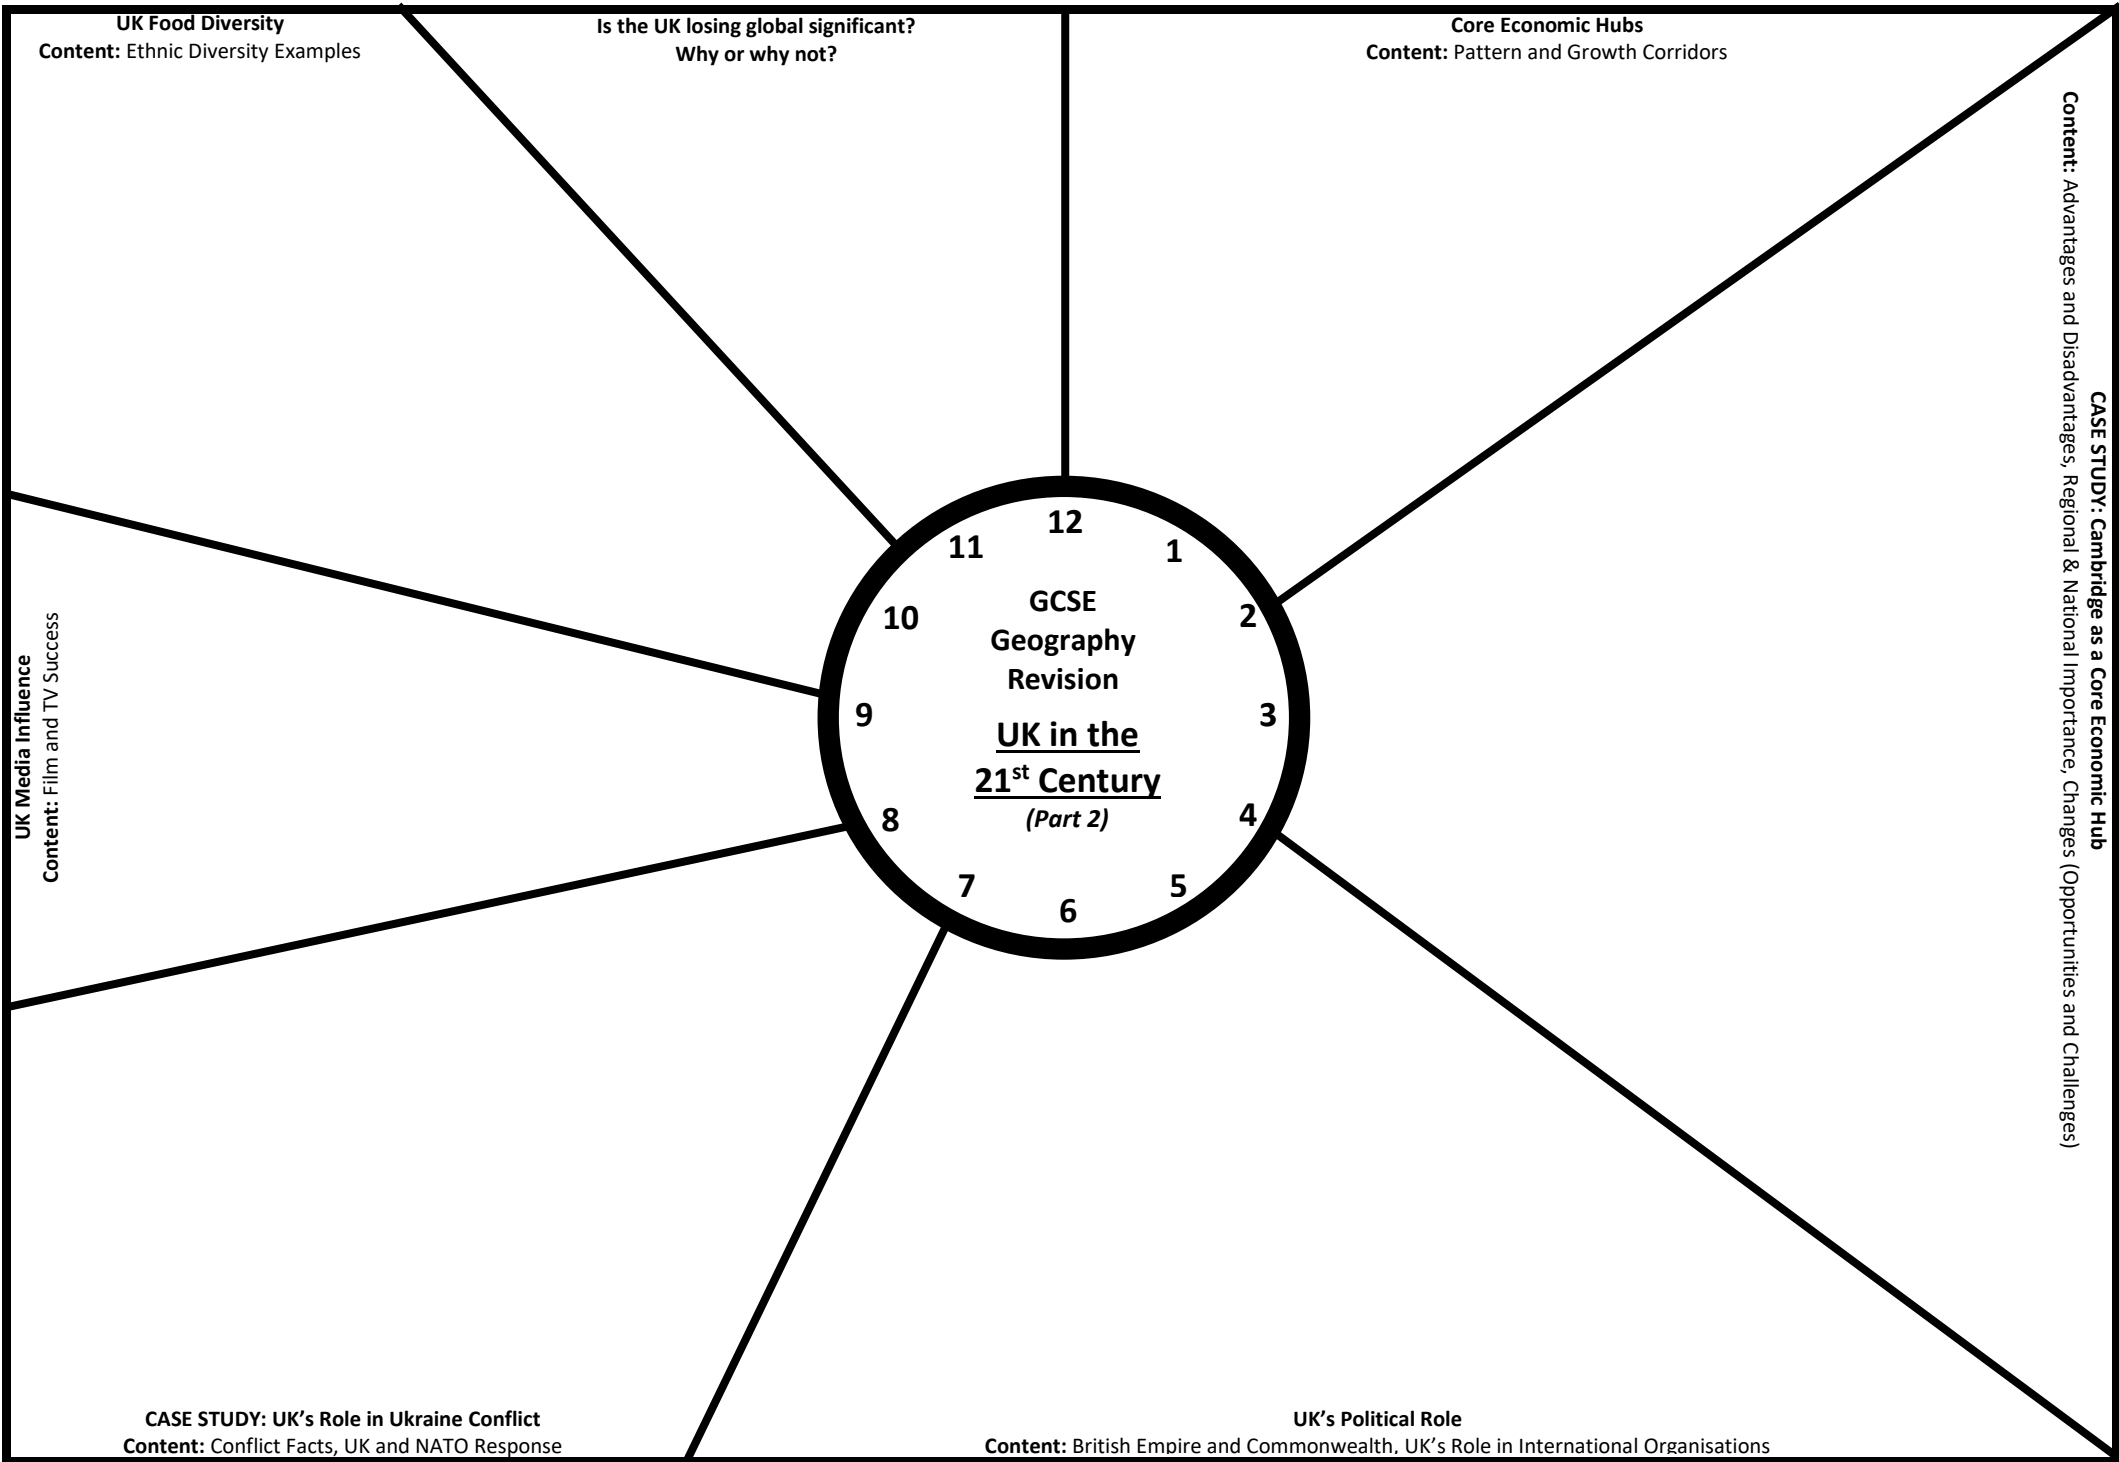 UK Food Diversity
Content: Ethnic Diversity Examples
Is the UK losing global significant?
Why or why not?
Core Economic Hubs
Content: Pattern and Growth Corridors
CASE STUDY: Cambridge as a Core Economic Hub
Content: Advantages and Disadvantages, Regional & National Importance, Changes (Opportunities and Challenges)
12
1
2
3
4
5
6
7
8
9
10
11
GCSE
Geography
Revision
UK in the
21st Century
(Part 2)
UK Media Influence
Content: Film and TV Success
CASE STUDY: UK’s Role in Ukraine Conflict
Content: Conflict Facts, UK and NATO Response
UK’s Political Role
Content: British Empire and Commonwealth, UK’s Role in International Organisations